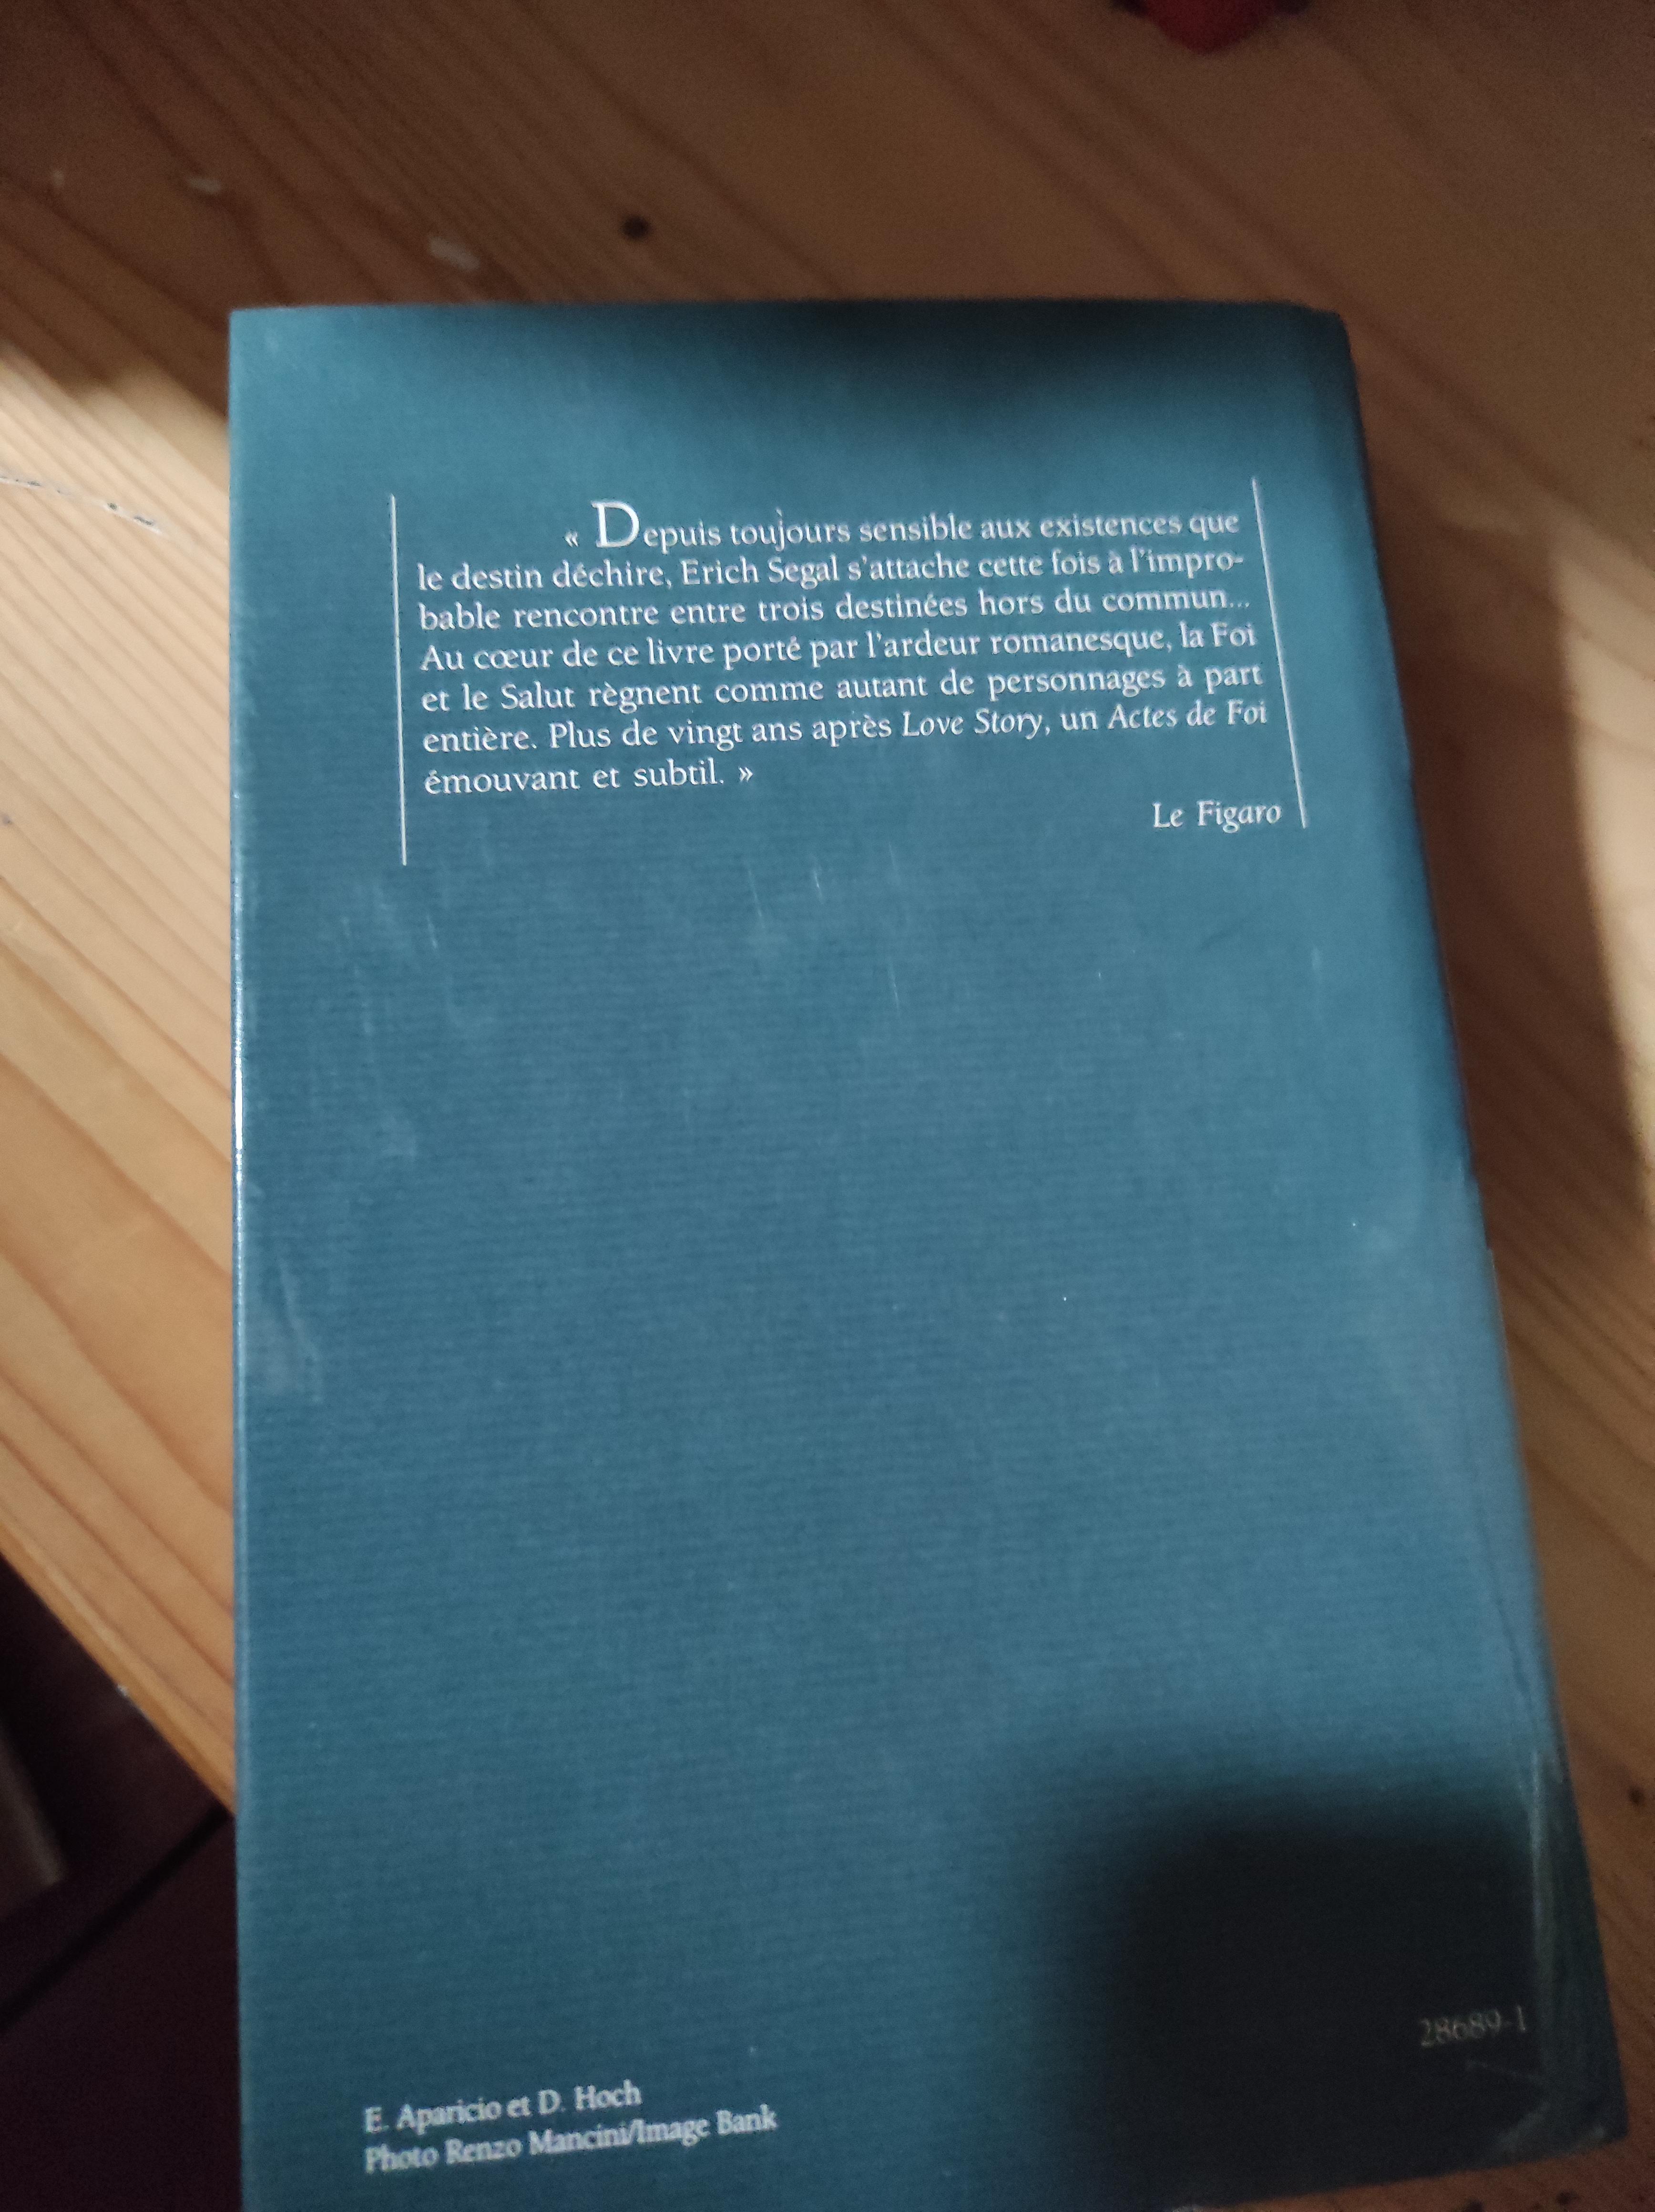 « Depuis toujours sensible aux existences que
le destin déchire, Erich Segal s'attache cette fois à l'impro-
bable rencontre entre trois destinées hors du commun...
Au cœur de ce livre porté par l'ardeur romanesque, la Foi
et le Salut règnent comme autant de personnages à part
entière. Plus de vingt ans après Love Story, un Actes de Foi
émouvant et subtil. »
Le Figaro
28689-1
E. Aparicio et D. Hoch
Photo Renzo Mancini/Image Bank